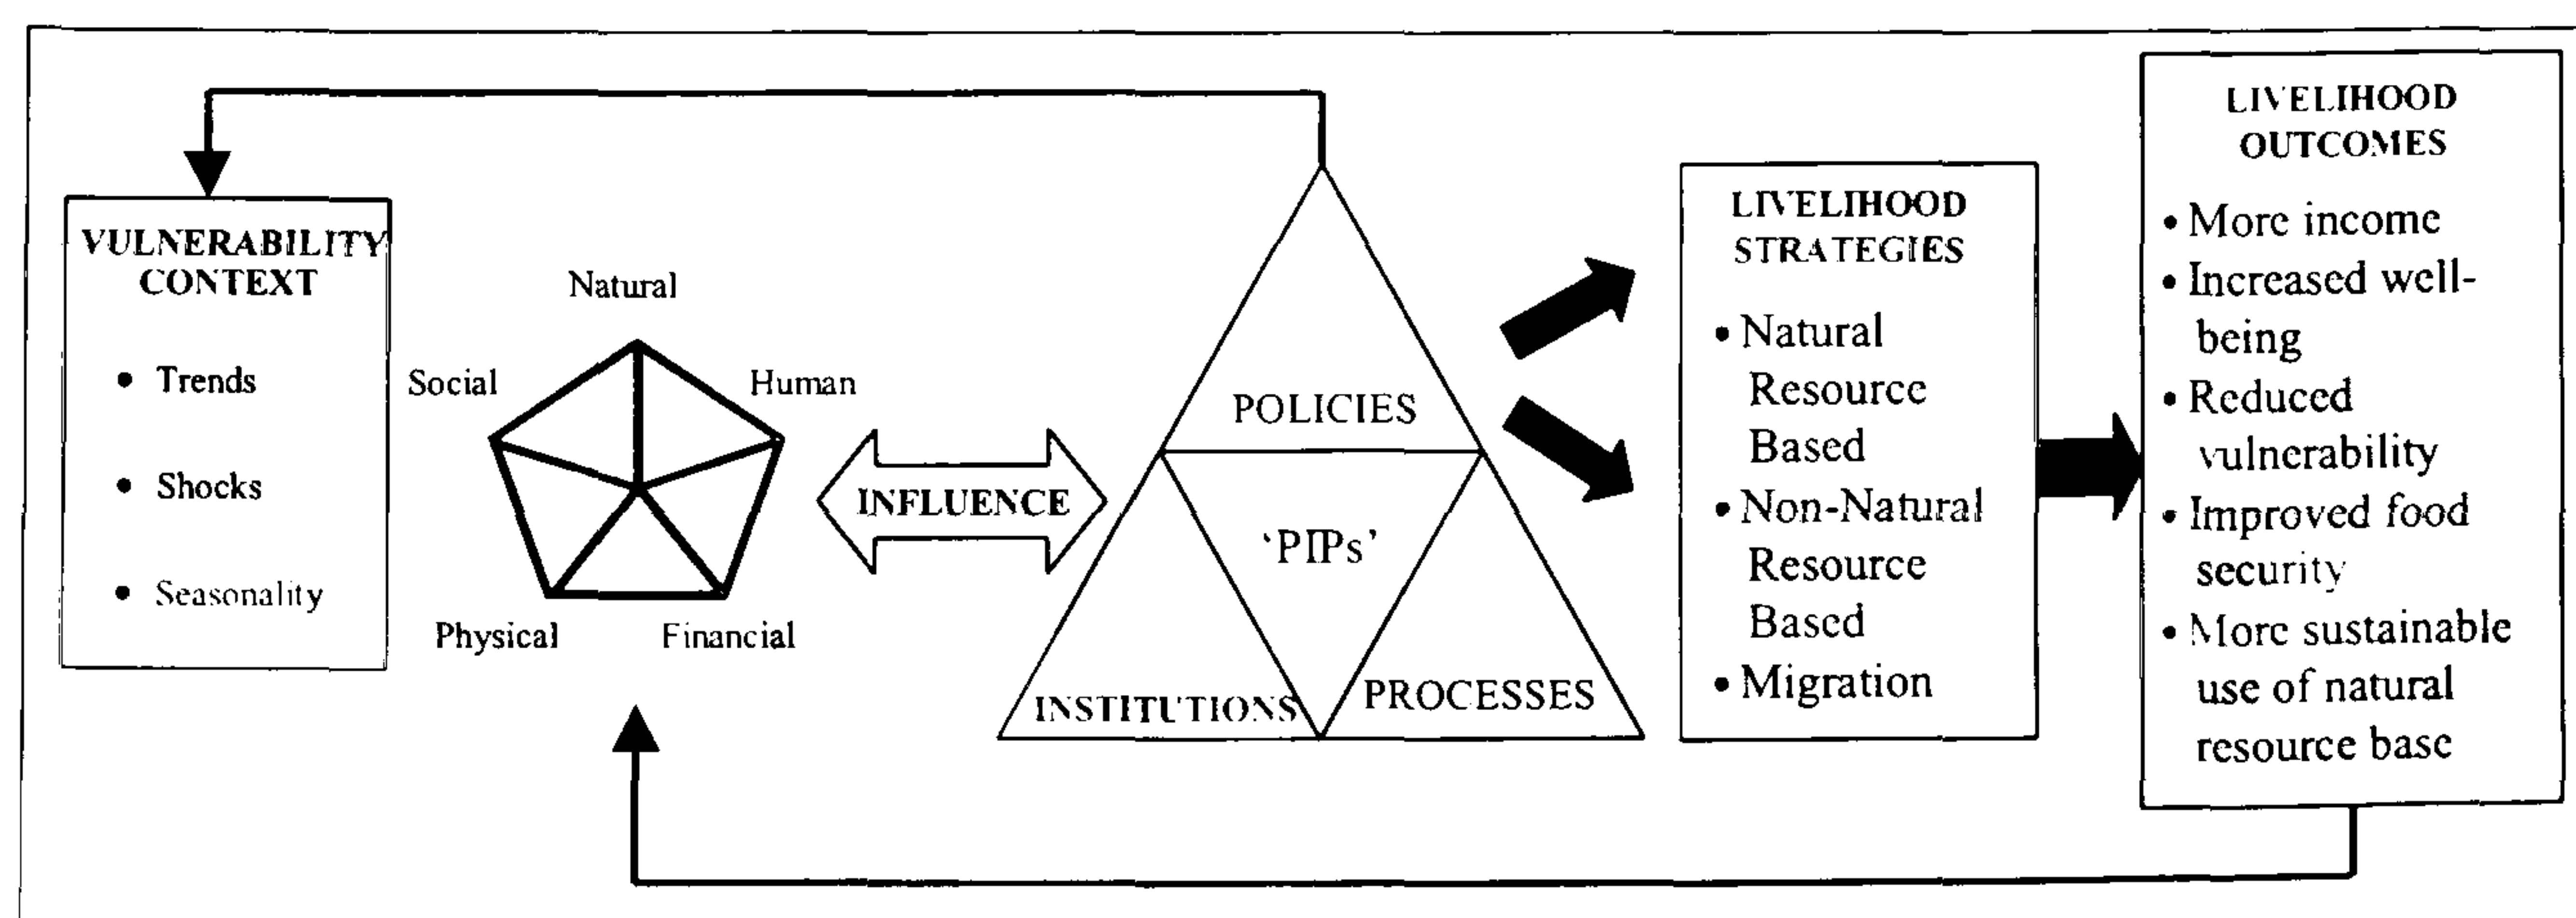 VULNERABILITY
CONTEXT
• Trends
• Shocks
• Seasonality
Natural
Social
Human
Physical
Financial
INFLUENCE
POLICIES
‘PIPs’
INSTITUTIONS
PROCESSES
LIVELIHOOD
STRATEGIES
• Natural
Resource
Based
• Non-Natural
Resource
Based
• Migration
LIVELIHOOD
OUTCOMES
• More income
• Increased well-
being
• Reduced
vulnerability
• Improved food
security
• More sustainable
use of natural
resource base